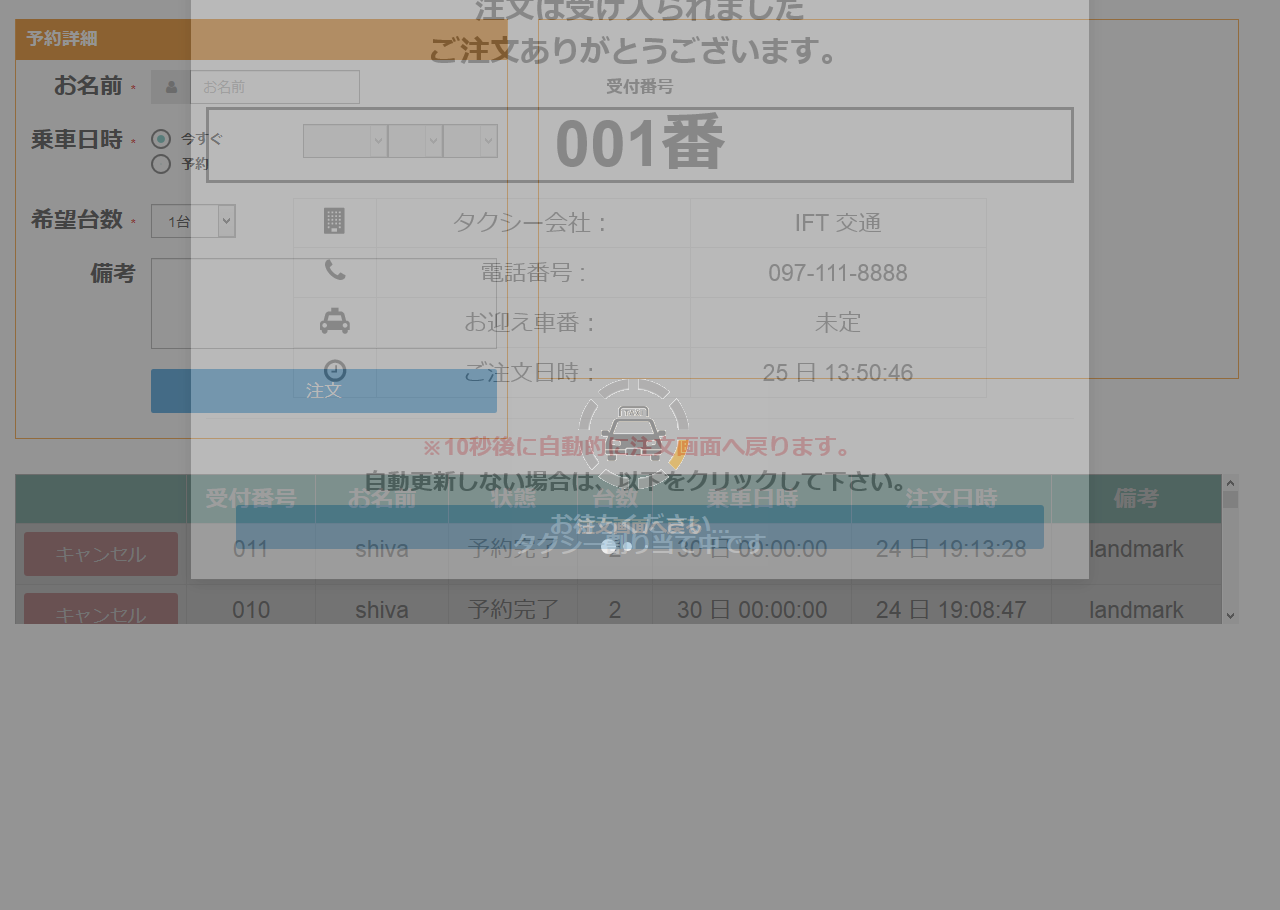 注文は受け入られました
予約詳細
ご注文ありがとうございます。
お名前 *
お名前
受付番号
001番
乗車日時 *
今すぐ
予約
希望台数 *
1台
タクシー会社：
IFT 交通
備考
電話番号：
097-111-8888
お迎え車番：
未定
ご注文日時：
25 日 13:50:46
注文
TAXI
※10秒後に自動的に注文画面へ戻ります。
自動更新しない場合は、以下をクリックして下さい。
受付番号 お名前 状態 台数 乗車日時 注文日時 備考
お待ちください...
注文画面へ戻る
タクシー割り当て中です
キャンセル 011 shiva 予約完了 2 30 日 00:00:00 24 日 19:13:28 landmark
キャンセル 010 shiva 予約完了 2 30 日 00:00:00 24 日 19:08:47 landmark